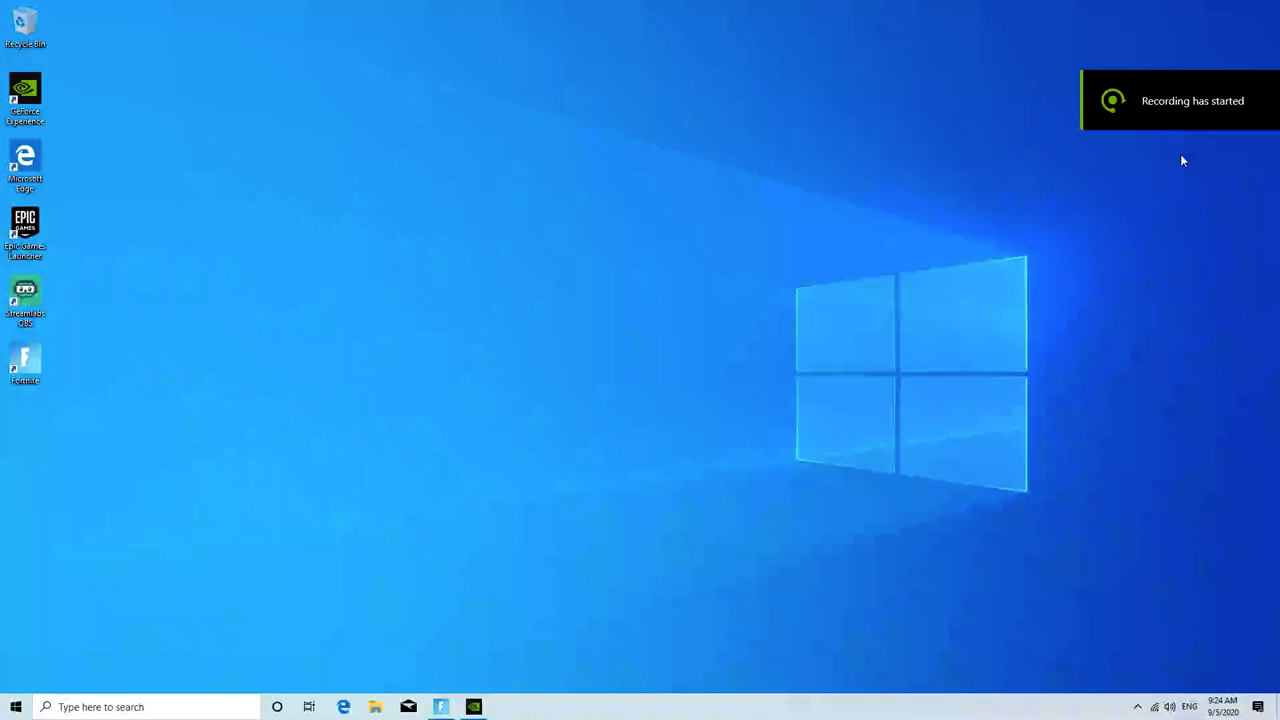 Recycle Bin
GeForce
Experience
Microsoft
Edge
EPIC
GAMES
Epic Games
Launcher
Streamlabs
OBS
F
Fortnite
Recording has started
Type here to search
F
ENG
9:24 AM
9/5/2020